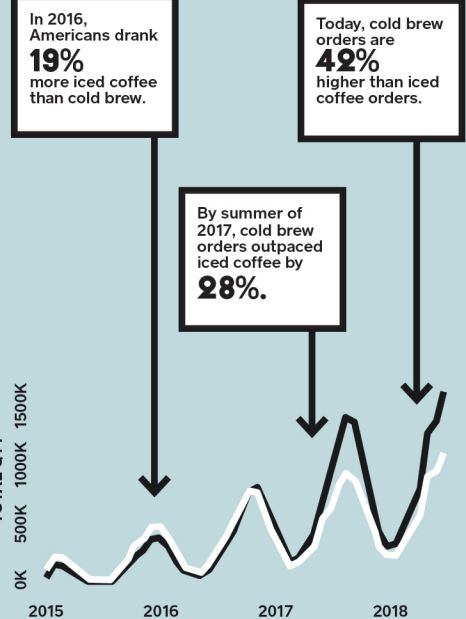 In 2016,
Americans drank
19%
more iced coffee
than cold brew.
Today, cold brew
orders are
42%
higher than iced
coffee orders.
By summer of
2017, cold brew
orders outpaced
iced coffee by
28%.
1500K
1000K
500K
0K
2015 2016 2017 2018